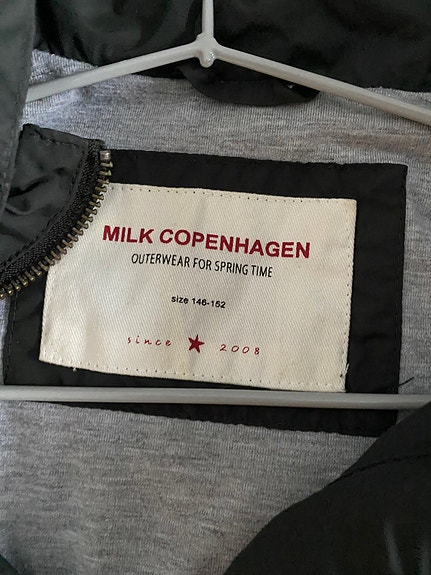 MILK COPENHAGEN
OUTERWEAR FOR SPRING TIME
size 146-152
since ★ 2008